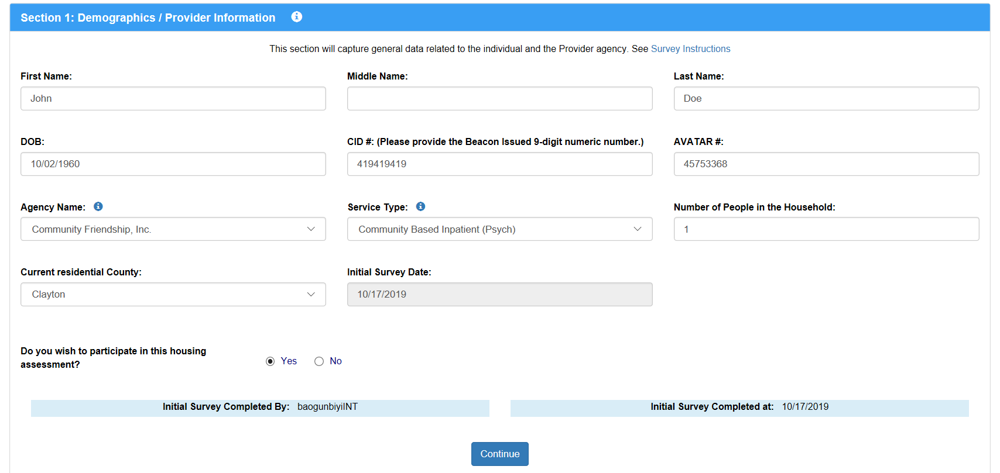 Section 1: Demographics / Provider Information
This section will capture general data related to the individual and the Provider agency. See Survey Instructions
First Name: Middle Name: Last Name:
John Doe
DOB: CID #: (Please provide the Beacon Issued 9-digit numeric number.) AVATAR #:
10/02/1960 419419419 45753368
Agency Name: Service Type: Number of People in the Household:
Community Friendship, Inc. Community Based Inpatient (Psych) 1
Current residential County: Initial Survey Date:
Clayton 10/17/2019
Do you wish to participate in this housing
assessment?
Yes No
Initial Survey Completed By: baogunbiyiINT Initial Survey Completed at: 10/17/2019
Continue